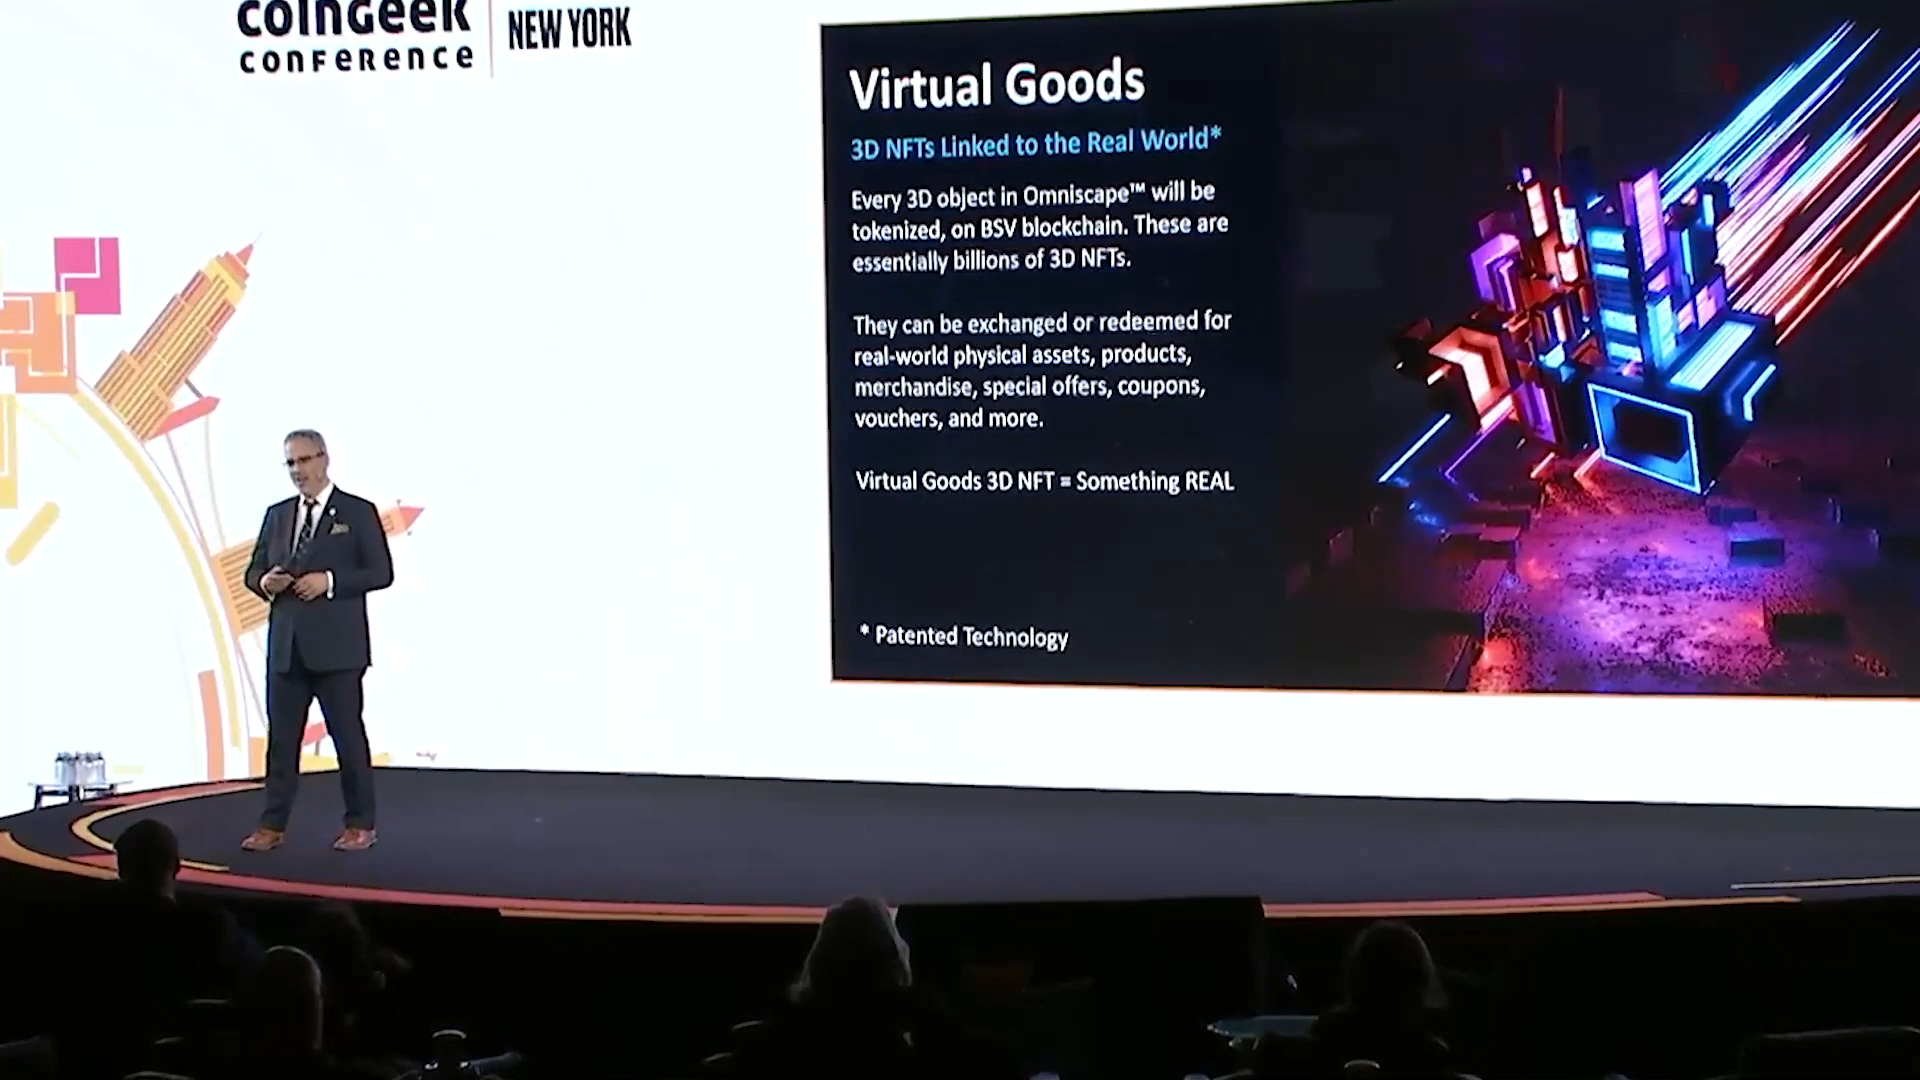 coinGeek
conference
NEW YORK
Virtual Goods
3D NFTs Linked to the Real World*
Every 3D object in Omniscape™ will be
tokenized, on BSV blockchain. These are
essentially billions of 3D NFTs.
They can be exchanged or redeemed for
real-world physical assets, products,
merchandise, special offers, coupons,
vouchers, and more.
Virtual Goods 3D NFT = Something REAL
* Patented Technology